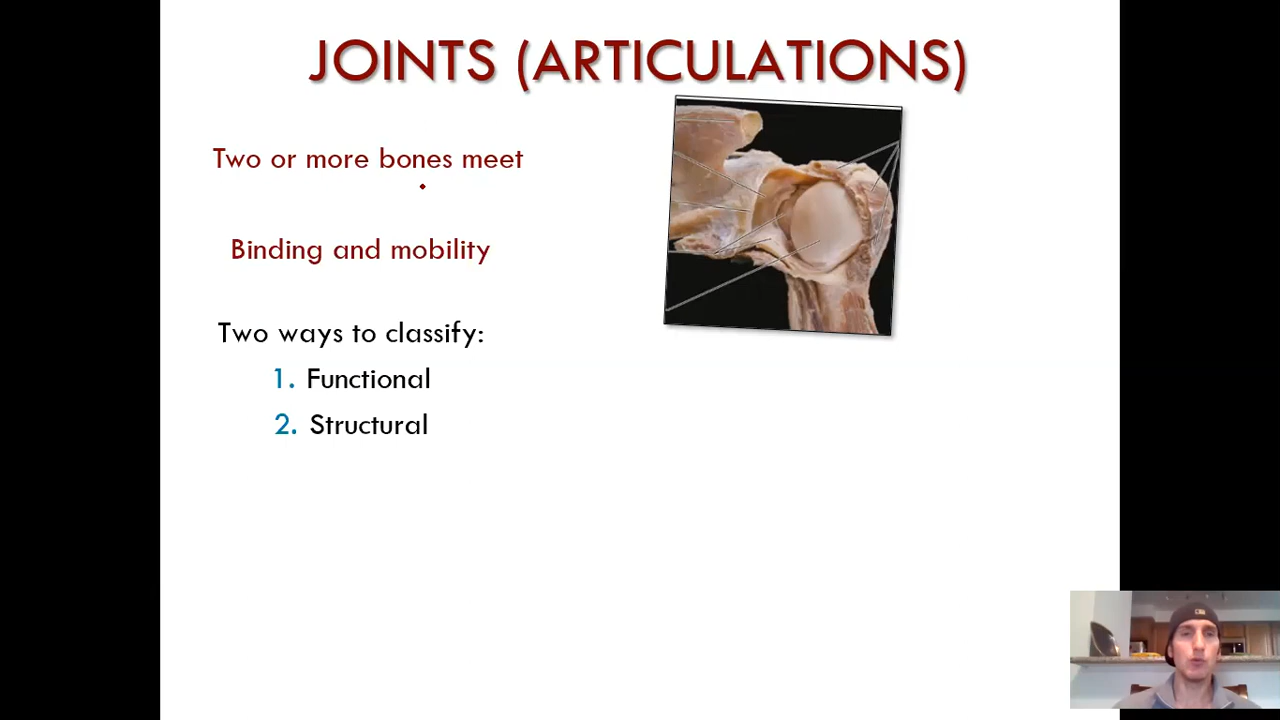 JOINTS (ARTICULATIONS)
Two or more bones meet
Binding and mobility
Two ways to classify:
1. Functional
2. Structural